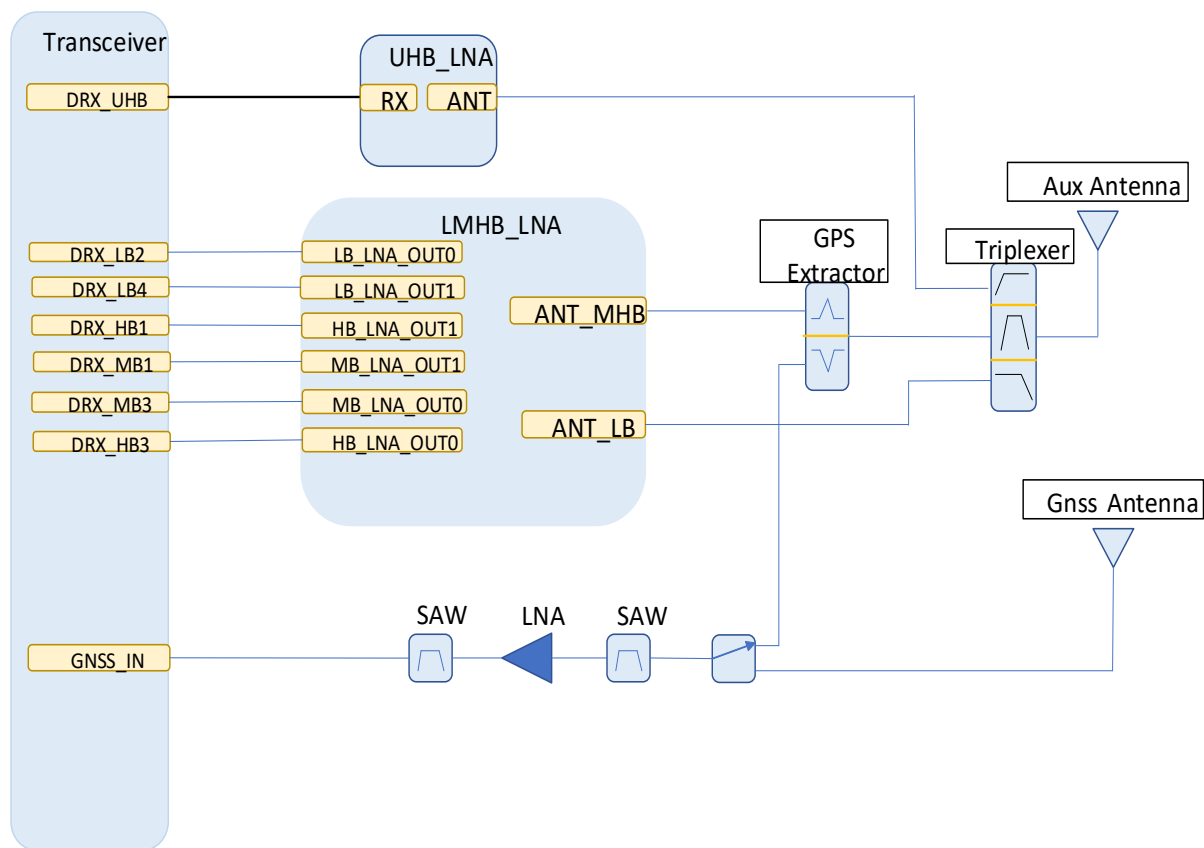 Transceiver
DRX_UHB
UHB_LNA
RX
ANT
Aux Antenna
LMHB_LNA
GPS
Extractor
Triplexer
DRX_LB2
LB_LNA_OUT0
DRX_LB4
LB_LNA_OUT1
DRX_HB1
HB_LNA_OUT1
DRX_MB1
MB_LNA_OUT1
DRX_MB3
MB_LNA_OUT0
DRX_HB3
HB_LNA_OUT0
ANT_MHB
ANT_LB
Gnss Antenna
SAW
LNA
SAW
GNSS_IN